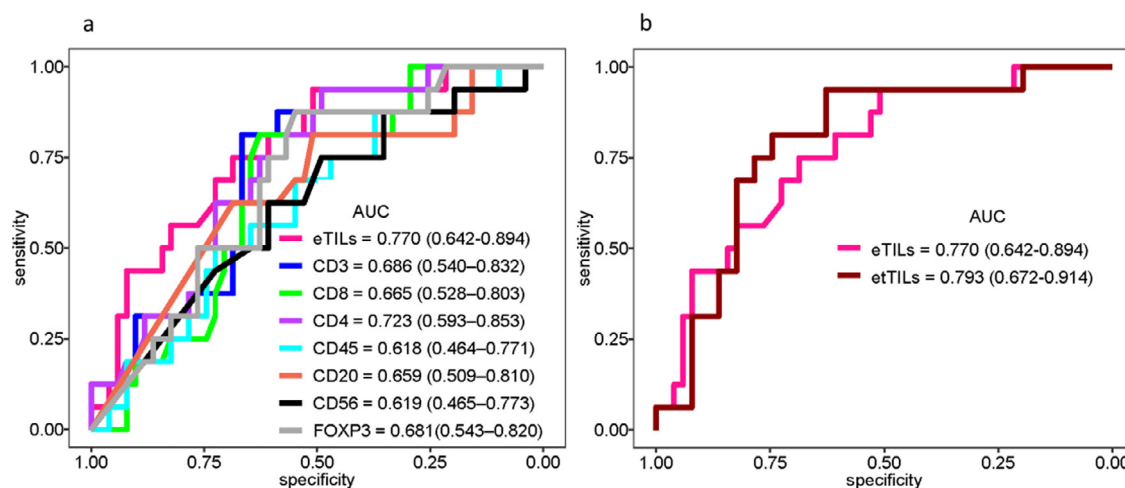 a
1.00
0.75
0.50
0.25
0.00
sensitivity
AUC
eTILs = 0.770 (0.642-0.894)
CD3 = 0.686 (0.540–0.832)
CD8 = 0.665 (0.528–0.803)
CD4 = 0.723 (0.593–0.853)
CD45 = 0.618 (0.464–0.771)
CD20 = 0.659 (0.509–0.810)
CD56 = 0.619 (0.465–0.773)
FOXP3 = 0.681(0.543–0.820)
1.00 0.75 0.50 0.25 0.00
specificity
b
1.00
0.75
0.50
0.25
0.00
sensitivity
AUC
eTILs = 0.770 (0.642-0.894)
etTILs = 0.793 (0.672-0.914)
1.00 0.75 0.50 0.25 0.00
specificity